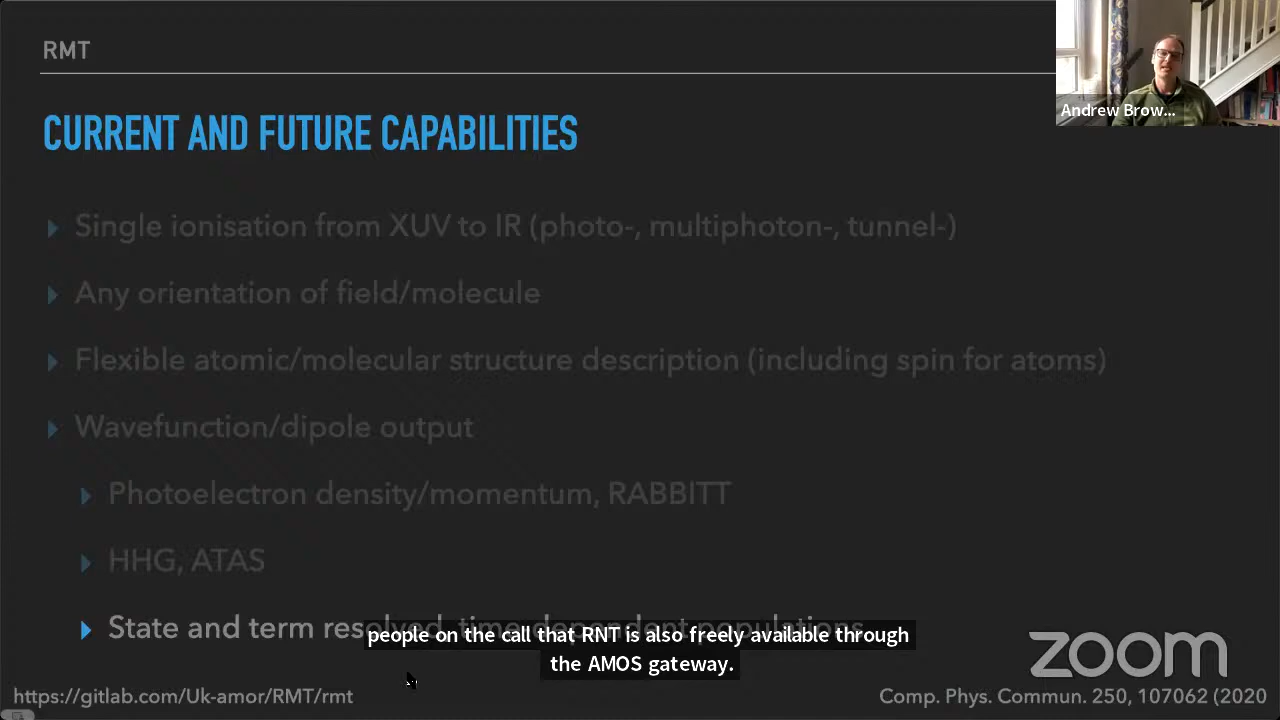 RMT
Andrew Brow...
CURRENT AND FUTURE CAPABILITIES
Single ionisation from XUV to IR (photo-, multiphoton-, tunnel-)
Any orientation of field/molecule
Flexible atomic/molecular structure description (including spin for atoms)
Wavefunction/dipole output
Photoelectron density/momentum, RABBITT
HHG, ATAS
State and term resolved, time-dependent populations
people on the call that RNT is also freely available through
the AMOS gateway.
zoom
https://gitlab.com/Uk-amor/RMT/rmt
Comp. Phys. Commun. 250, 107062 (2020